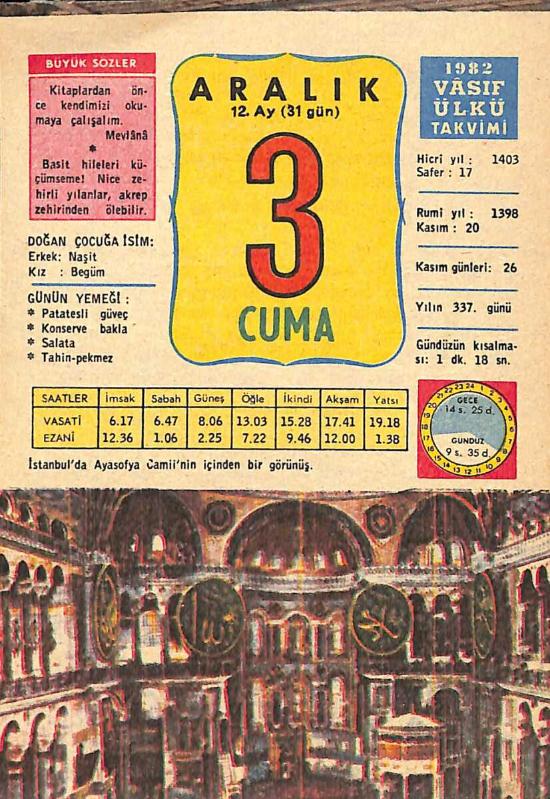 BÜYÜK SÖZLER
Kitaplardan ön-
ce kendimizi oku-
maya çalışalım.
Mevlânâ
*
Basit hileleri kü-
çümseme! Nice ze-
hirli yılanlar, akrep
zehirinden ölebilir.
DOĞAN ÇOCUĞA İSİM:
Erkek: Naşit
Kız : Begüm
GÜNÜN YEMEĞİ :
* Patatesli güveç
* Konserve bakla
* Salata
* Tahin-pekmez
ARALIK
12. Ay (31 gün)
3
CUMA
1982
VÂSIF
ÜLKÜ
TAKVİMİ
Hicri yıl : 1403
Safer : 17
Rumî yıl : 1398
Kasım : 20
Kasım günleri: 26
Yılın 337. günü
Gündüzün kısalma-
sı: 1 dk. 18 sn.
SAATLER İmsak Sabah Güneş Öğle İkindi Akşam Yatsı
VASATİ 6.17 6.47 8.06 13.03 15.28 17.41 19.18
EZANİ 12.36 1.06 2.25 7.22 9.46 12.00 1.38
GECE
14 s. 25 d.
GÜNDÜZ
9 s. 35 d.
İstanbul'da Ayasofya Camii'nin içinden bir görünüş.